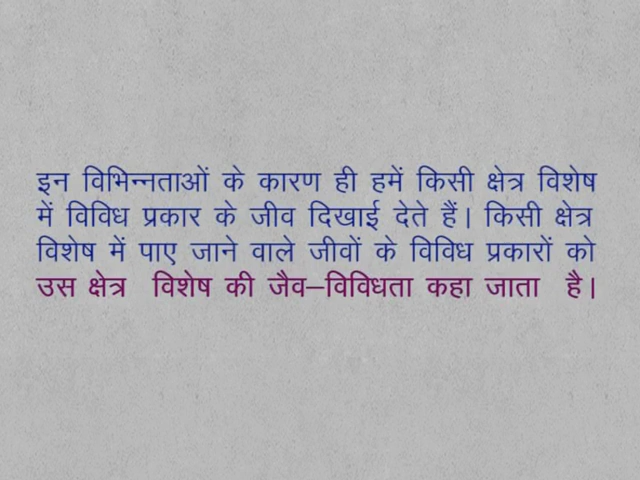 इन विभिन्नताओं के कारण ही हमें किसी क्षेत्र विशेष
में विविध प्रकार के जीव दिखाई देते हैं। किसी क्षेत्र
विशेष में पाए जाने वाले जीवों के विविध प्रकारों को
उस क्षेत्र विशेष की जैव–विविधता कहा जाता है।